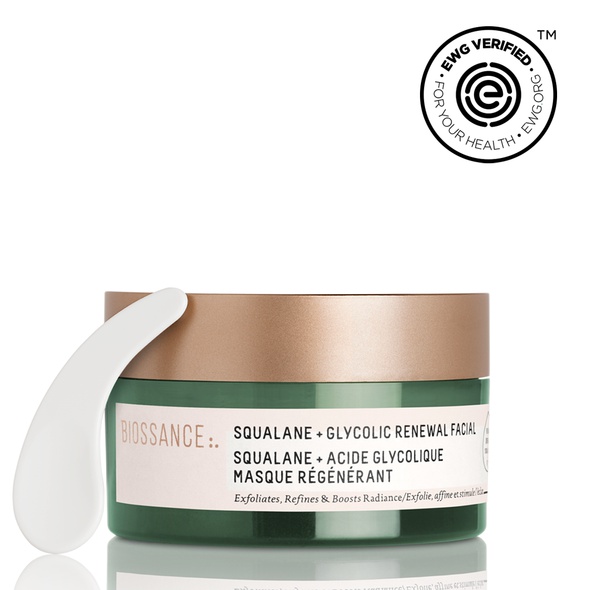 TM
EWG VERIFIED
FOR YOUR HEALTH • EWG.ORG
BIOSSANCE:.
SQUALANE + GLYCOLIC RENEWAL FACIAL
SQUALANE + ACIDE GLYCOLIQUE
MASQUE RÉGÉNÉRANT
Exfoliates, Refines & Boosts Radiance/Exfolie, affine et stimule l'éclat